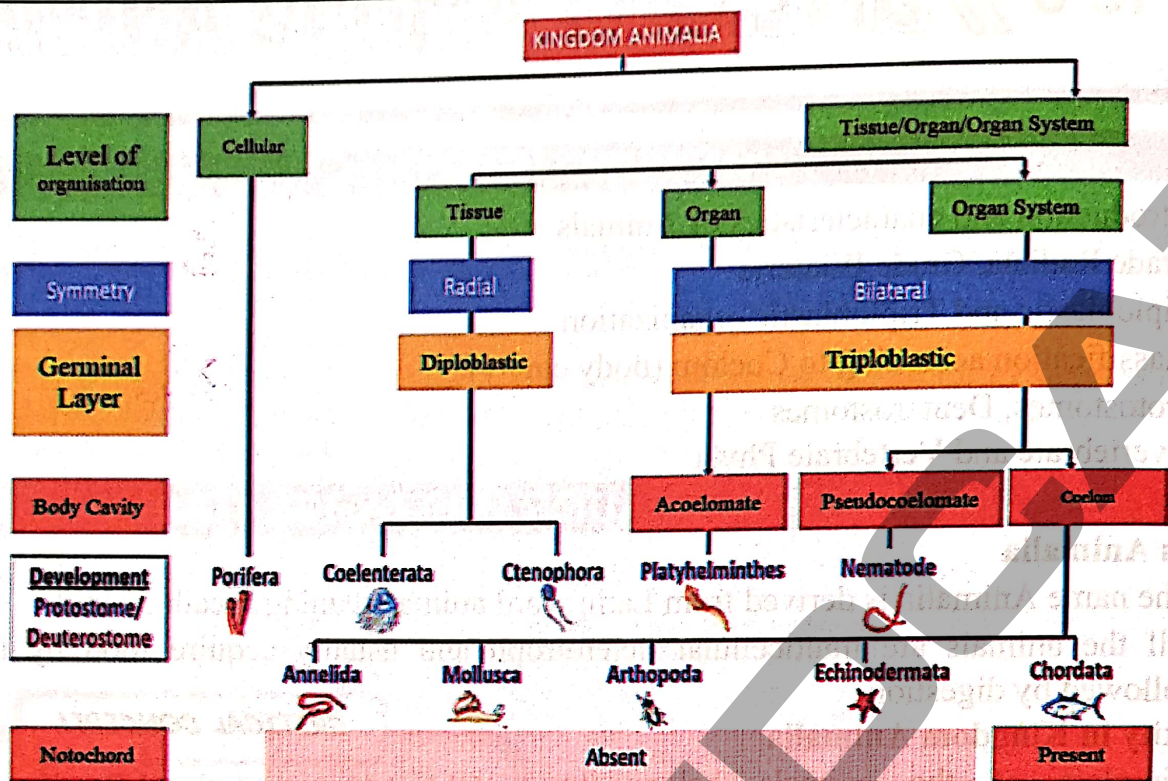 KINGDOM ANIMALIA
Level of
organisation
Cellular
Tissue/Organ/Organ System
Tissue
Organ
Organ System
Symmetry
Radial
Bilateral
Germinal
Layer
Diploblastic
Triploblastic
Body Cavity
Acoelomate
Pseudocoelomate
Coelom
Development
Protostome/
Deuterostome
Porifera
Coelenterata
Ctenophora
Platyhelminthes
Nematode
Annelida
Mollusca
Arthopoda
Echinodermata
Chordata
Notochord
Absent
Present